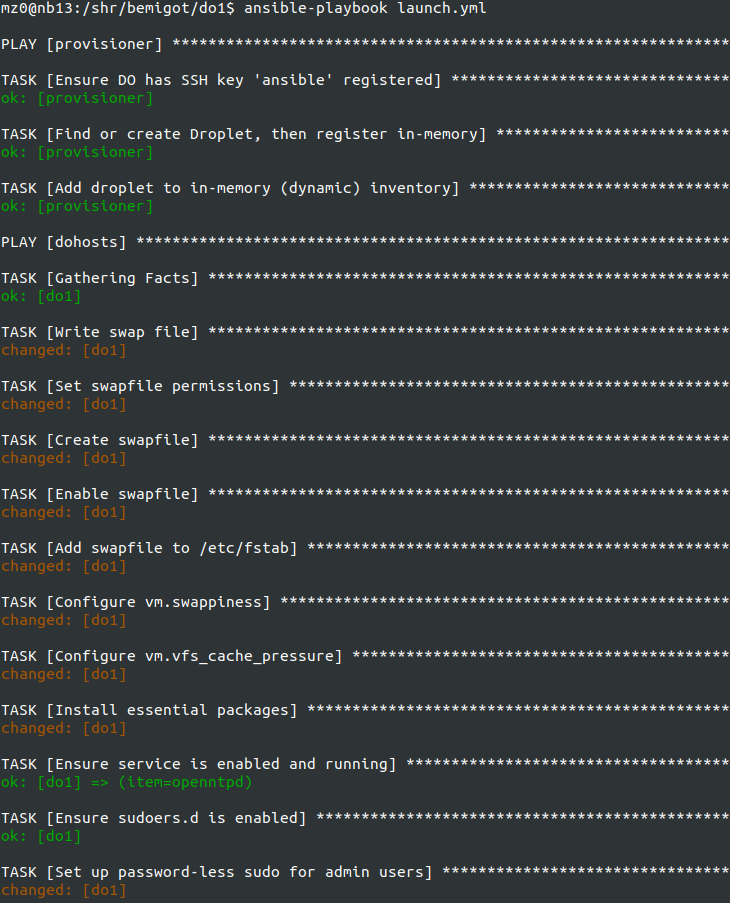 mz0@nb13:/shr/bemigot/do1$ ansible-playbook launch.yml
PLAY [provisioner] **************************************************************
TASK [Ensure DO has SSH key 'ansible' registered] *******************************
ok: [provisioner]
TASK [Find or create Droplet, then register in-memory] **************************
ok: [provisioner]
TASK [Add droplet to in-memory (dynamic) inventory] *****************************
ok: [provisioner]
PLAY [dohosts] ******************************************************************
TASK [Gathering Facts] **********************************************************
ok: [do1]
TASK [Write swap file] **********************************************************
changed: [do1]
TASK [Set swapfile permissions] *************************************************
changed: [do1]
TASK [Create swapfile] **********************************************************
changed: [do1]
TASK [Enable swapfile] **********************************************************
changed: [do1]
TASK [Add swapfile to /etc/fstab] ***********************************************
changed: [do1]
TASK [Configure vm.swappiness] **************************************************
changed: [do1]
TASK [Configure vm.vfs_cache_pressure] ******************************************
changed: [do1]
TASK [Install essential packages] ***********************************************
changed: [do1]
TASK [Ensure service is enabled and running] ************************************
ok: [do1] => (item=openntpd)
TASK [Ensure sudoers.d is enabled] **********************************************
ok: [do1]
TASK [Set up password-less sudo for admin users] ********************************
changed: [do1]